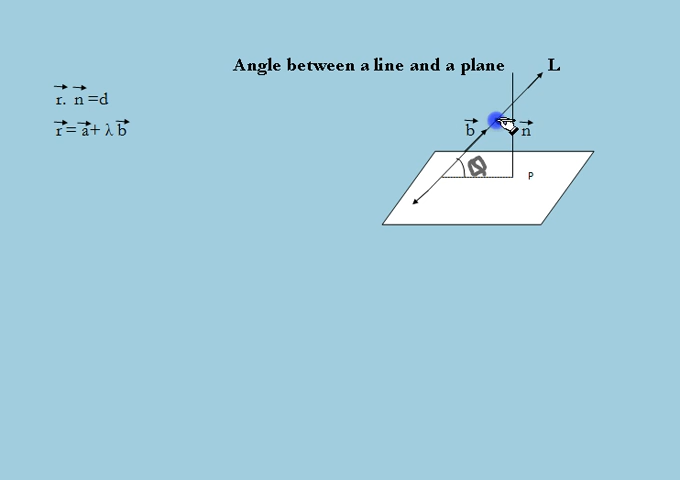 Angle between a line and a plane
L
r. n =d
r = a + λ b
b
n
P